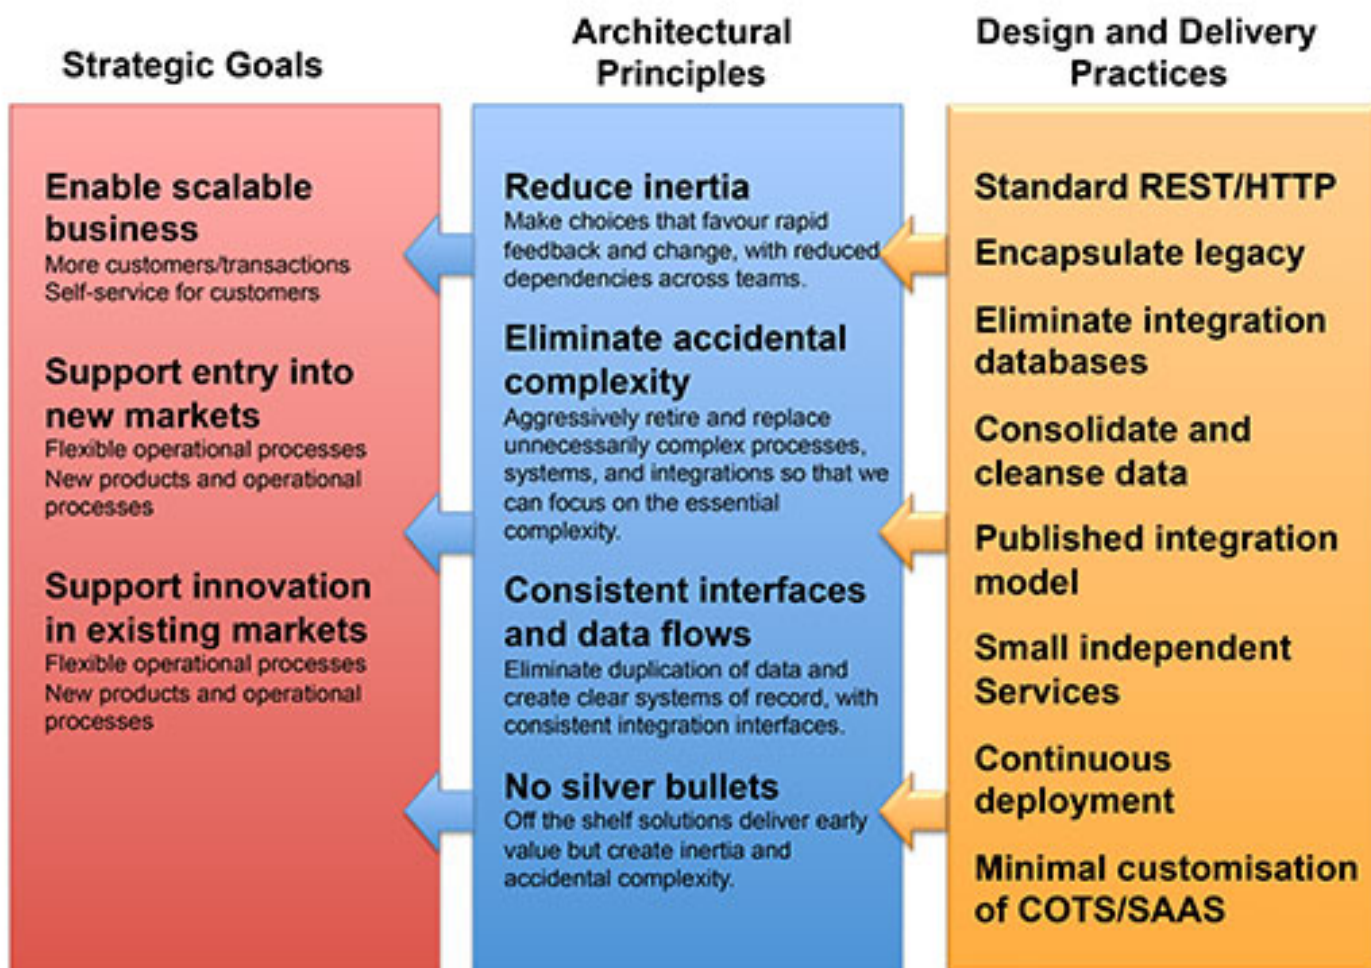 Strategic Goals
Enable scalable
business
More customers/transactions
Self-service for customers
Support entry into
new markets
Flexible operational processes
New products and operational
processes
Support innovation
in existing markets
Flexible operational processes
New products and operational
processes
Architectural
Principles
Reduce inertia
Make choices that favour rapid
feedback and change, with reduced
dependencies across teams.
Eliminate accidental
complexity
Aggressively retire and replace
unnecessarily complex processes,
systems, and integrations so that we
can focus on the essential
complexity.
Consistent interfaces
and data flows
Eliminate duplication of data and
create clear systems of record, with
consistent integration interfaces.
No silver bullets
Off the shelf solutions deliver early
value but create inertia and
accidental complexity.
Design and Delivery
Practices
Standard REST/HTTP
Encapsulate legacy
Eliminate integration
databases
Consolidate and
cleanse data
Published integration
model
Small independent
Services
Continuous
deployment
Minimal customisation
of COTS/SAAS